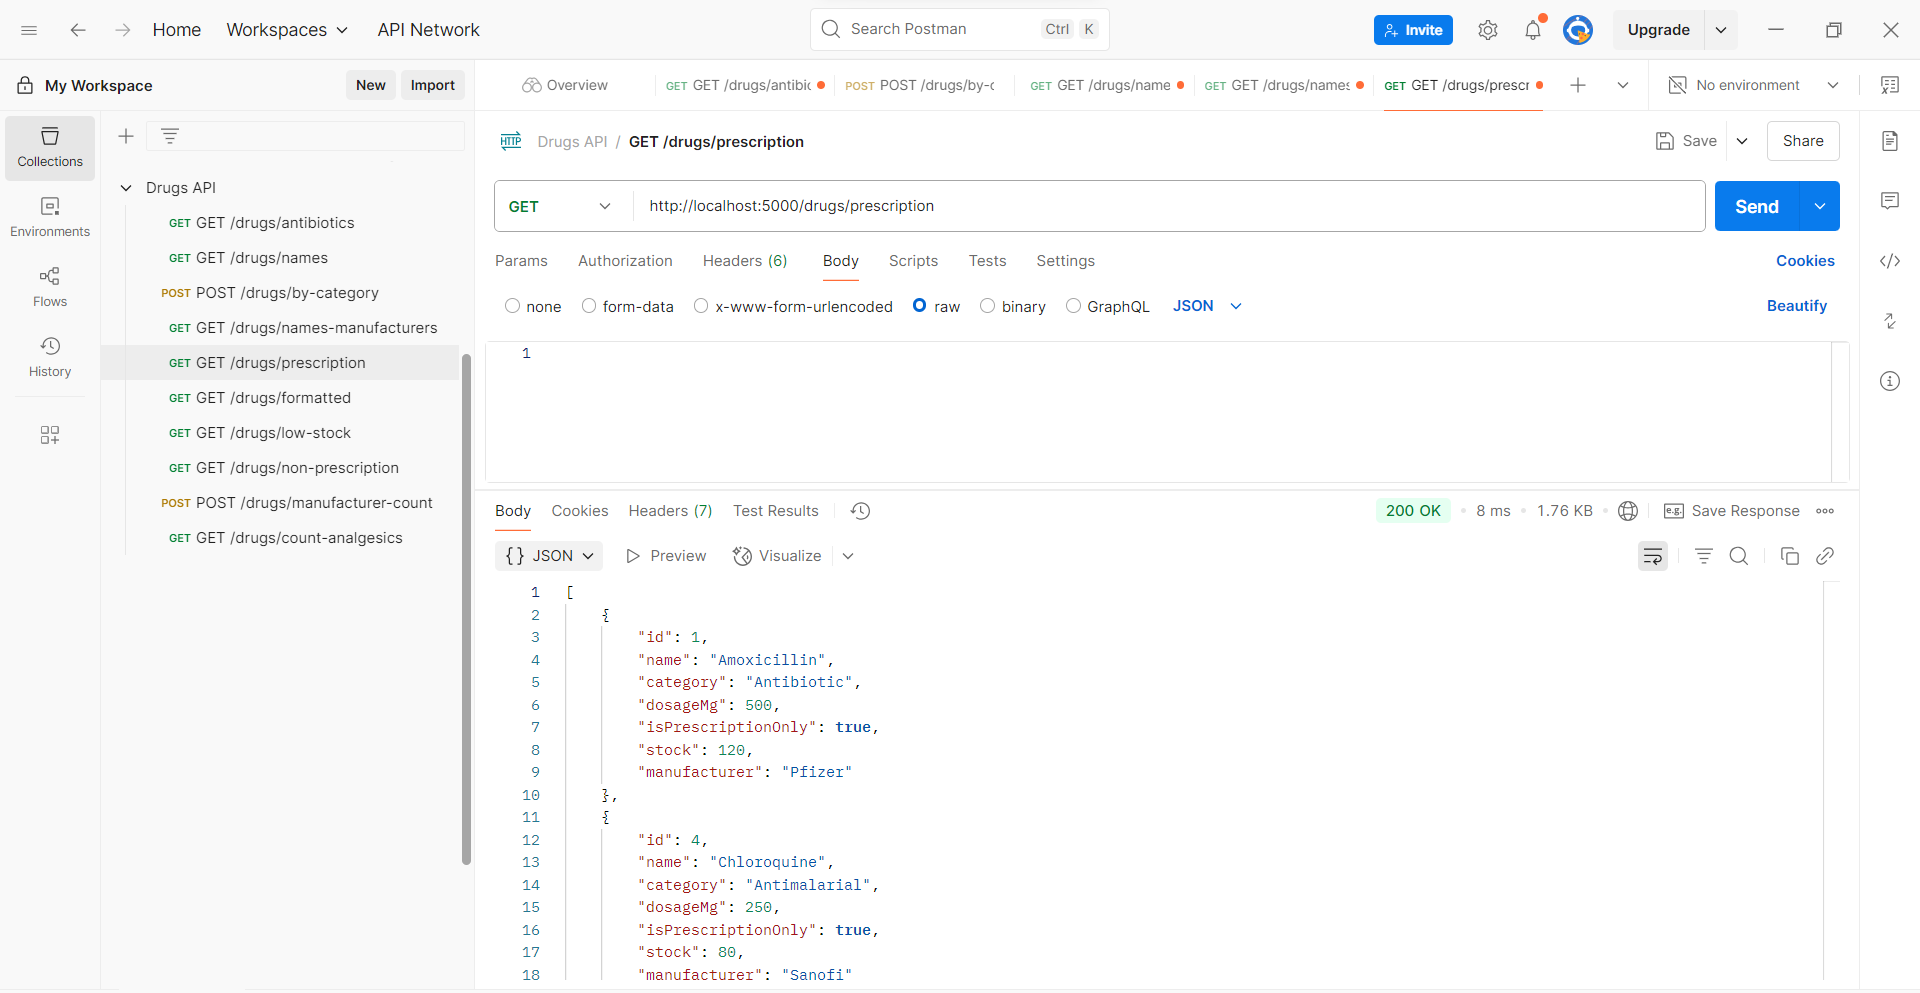 Home Workspaces API Network Search Postman Ctrl K Invite Upgrade
My Workspace New Import Overview GET GET /drugs/antibic POST POST /drugs/by-c GET GET /drugs/name GET GET /drugs/names GET GET /drugs/prescr No environment
Collections
Environments
Flows
History
Drugs API
GET GET /drugs/antibiotics
GET GET /drugs/names
POST POST /drugs/by-category
GET GET /drugs/names-manufacturers
GET GET /drugs/prescription
GET GET /drugs/formatted
GET GET /drugs/low-stock
GET GET /drugs/non-prescription
POST POST /drugs/manufacturer-count
GET GET /drugs/count-analgesics
HTTP Drugs API / GET /drugs/prescription Save Share
GET http://localhost:5000/drugs/prescription Send
Params Authorization Headers (6) Body Scripts Tests Settings Cookies
none form-data x-www-form-urlencoded raw binary GraphQL JSON Beautify
1
Body Cookies Headers (7) Test Results 200 OK • 8 ms • 1.76 KB • e.g. Save Response
{} JSON Preview Visualize
1 [
2 {
3 "id": 1,
4 "name": "Amoxicillin",
5 "category": "Antibiotic",
6 "dosageMg": 500,
7 "isPrescriptionOnly": true,
8 "stock": 120,
9 "manufacturer": "Pfizer"
10 },
11 {
12 "id": 4,
13 "name": "Chloroquine",
14 "category": "Antimalarial",
15 "dosageMg": 250,
16 "isPrescriptionOnly": true,
17 "stock": 80,
18 "manufacturer": "Sanofi"